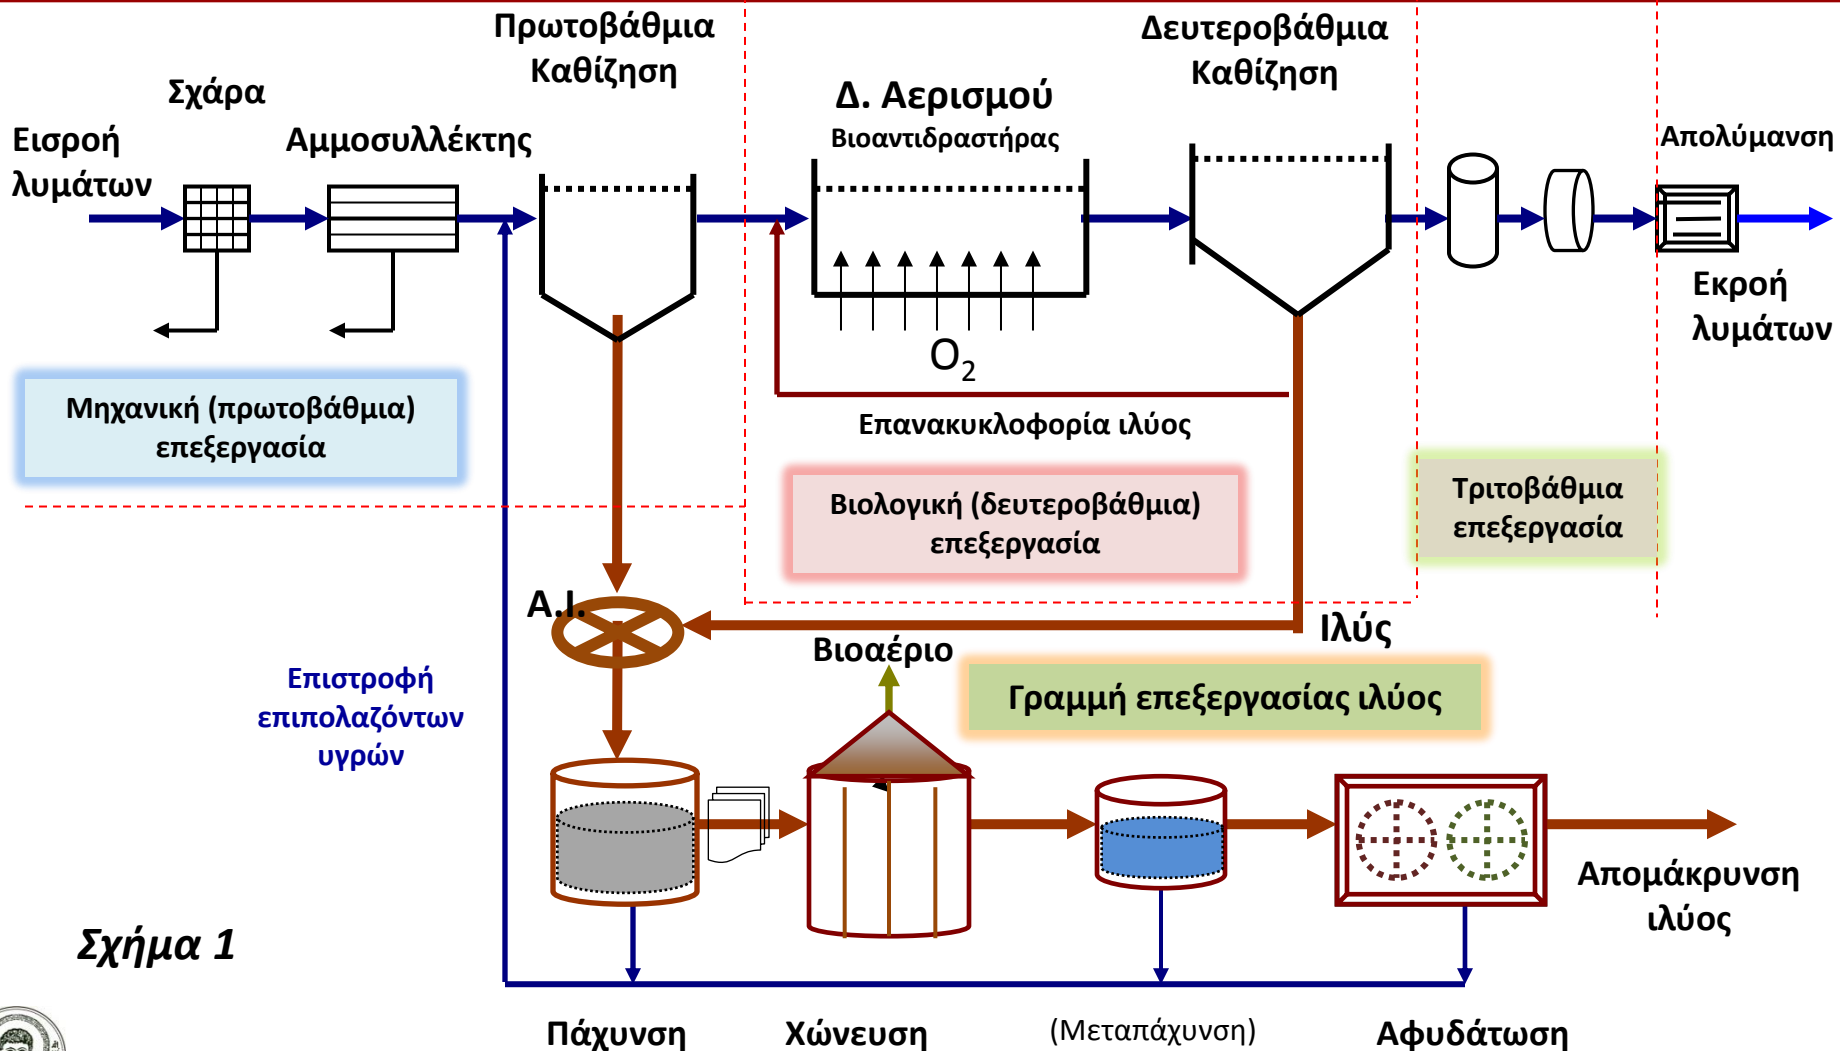 Πρωτοβάθμια
Καθίζηση
Δευτεροβάθμια
Καθίζηση
Σχάρα
Δ. Αερισμού
Βιοαντιδραστήρας
Εισροή
λυμάτων
Αμμοσυλλέκτης
Απολύμανση
Εκροή
λυμάτων
O2
Μηχανική (πρωτοβάθμια)
επεξεργασία
Επανακυκλοφορία ιλύος
Βιολογική (δευτεροβάθμια)
επεξεργασία
Τριτοβάθμια
επεξεργασία
Α.Ι.
Ιλύς
Βιοαέριο
Επιστροφή
επιπολαζόντων
υγρών
Γραμμή επεξεργασίας ιλύος
Απομάκρυνση
ιλύος
Σχήμα 1
Πάχυνση
Χώνευση
(Μεταπάχυνση)
Αφυδάτωση